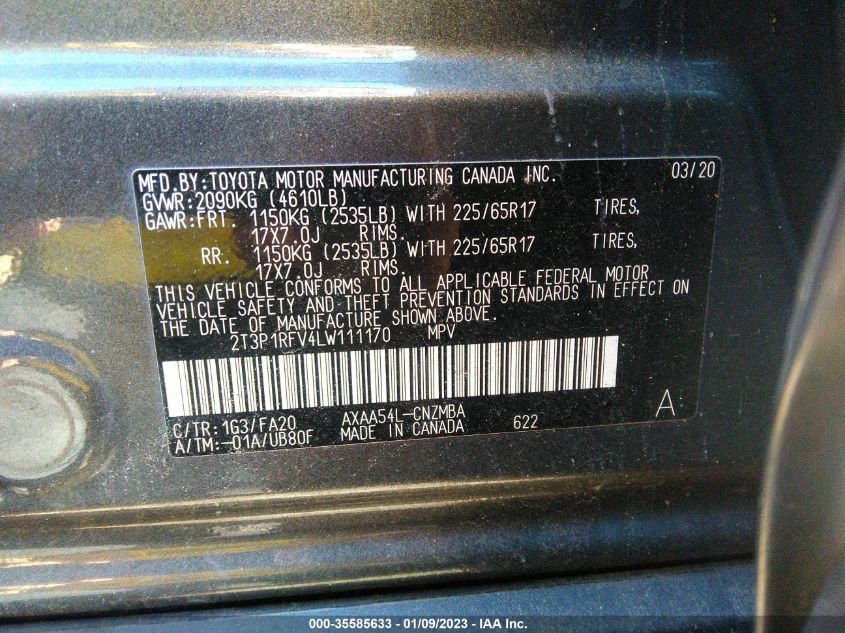 MFD.BY:TOYOTA MOTOR MANUFACTURING CANADA INC. 03/20
GVWR:2090KG (4610LB)
GAWR:FRT. 1150KG (2535LB) WITH 225/65R17 TIRES,
17X7.0J RIMS.
RR. 1150KG (2535LB) WITH 225/65R17 TIRES,
17X7.0J RIMS.
THIS VEHICLE CONFORMS TO ALL APPLICABLE FEDERAL MOTOR
VEHICLE SAFETY AND THEFT PREVENTION STANDARDS IN EFFECT ON
THE DATE OF MANUFACTURE SHOWN ABOVE.
2T3P1RFV4LW111170 MPV
C/TR:1G3/FA20 AXAA54L-CNZMBA A
A/TM:-01A/UB80F MADE IN CANADA 622
000-35585633 - 01/09/2023 - IAA Inc.